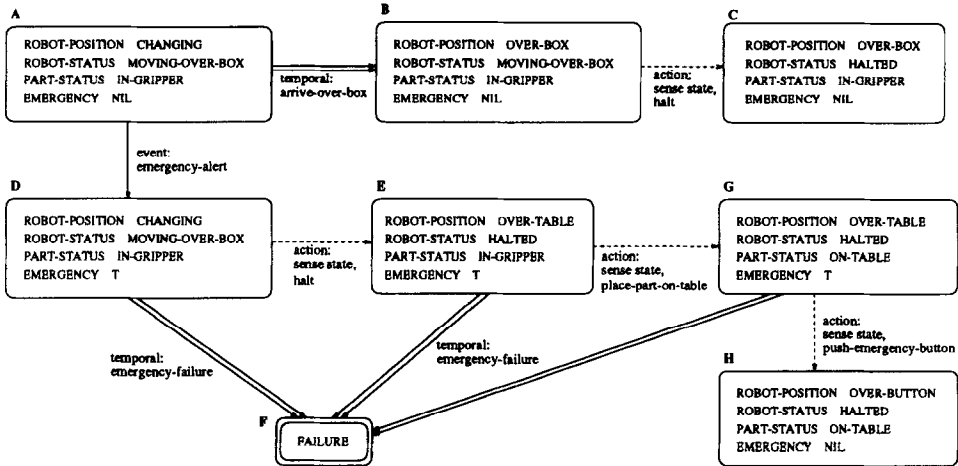 A
ROBOT-POSITION CHANGING
ROBOT-STATUS MOVING-OVER-BOX
PART-STATUS IN-GRIPPER
EMERGENCY NIL
temporal:
arrive-over-box
B
ROBOT-POSITION OVER-BOX
ROBOT-STATUS MOVING-OVER-BOX
PART-STATUS IN-GRIPPER
EMERGENCY NIL
action:
sense state,
halt
C
ROBOT-POSITION OVER-BOX
ROBOT-STATUS HALTED
PART-STATUS IN-GRIPPER
EMERGENCY NIL
event:
emergency-alert
D
ROBOT-POSITION CHANGING
ROBOT-STATUS MOVING-OVER-BOX
PART-STATUS IN-GRIPPER
EMERGENCY T
action:
sense state,
halt
E
ROBOT-POSITION OVER-TABLE
ROBOT-STATUS HALTED
PART-STATUS IN-GRIPPER
EMERGENCY T
action:
sense state,
place-part-on-table
G
ROBOT-POSITION OVER-TABLE
ROBOT-STATUS HALTED
PART-STATUS ON-TABLE
EMERGENCY T
temporal:
emergency-failure
temporal:
emergency-failure
action:
sense state,
push-emergency-button
F
FAILURE
H
ROBOT-POSITION OVER-BUTTON
ROBOT-STATUS HALTED
PART-STATUS ON-TABLE
EMERGENCY NIL